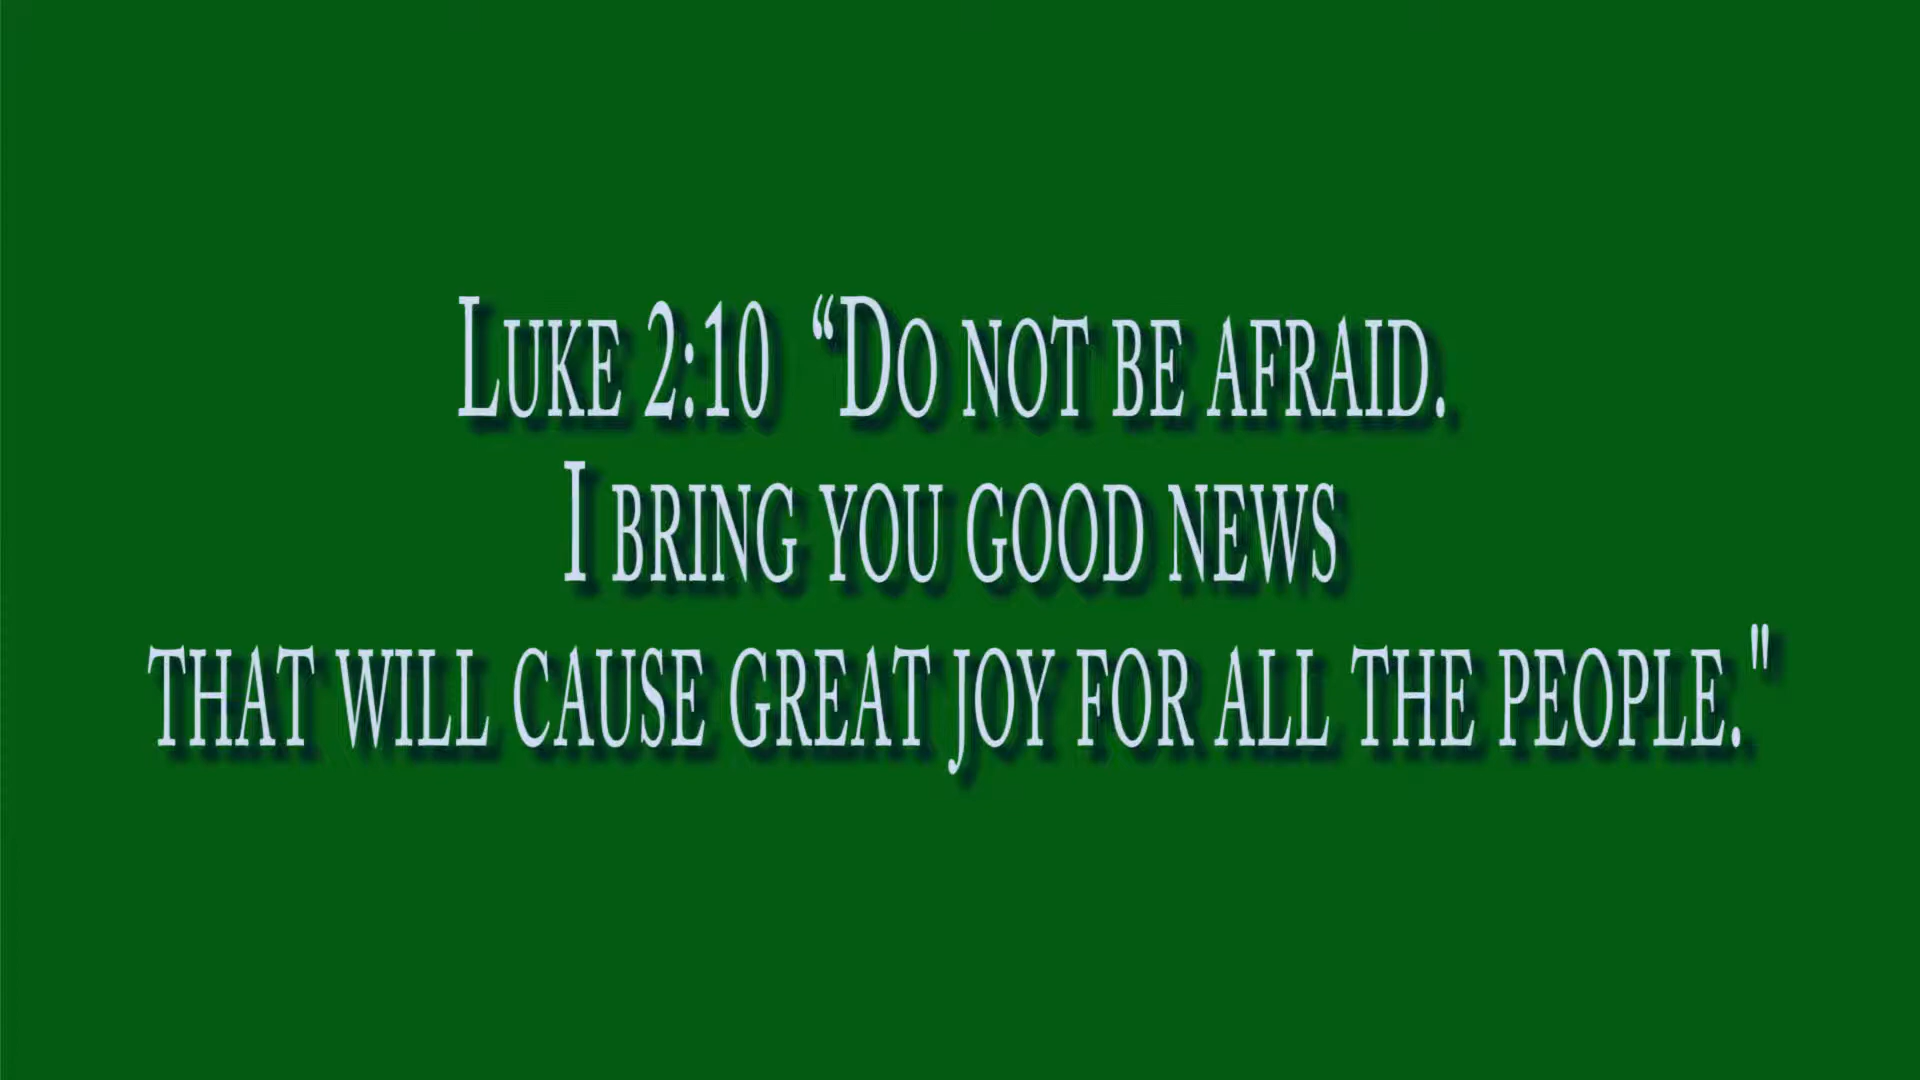 Luke 2:10 “Do not be afraid.
I bring you good news
that will cause great joy for all the people."